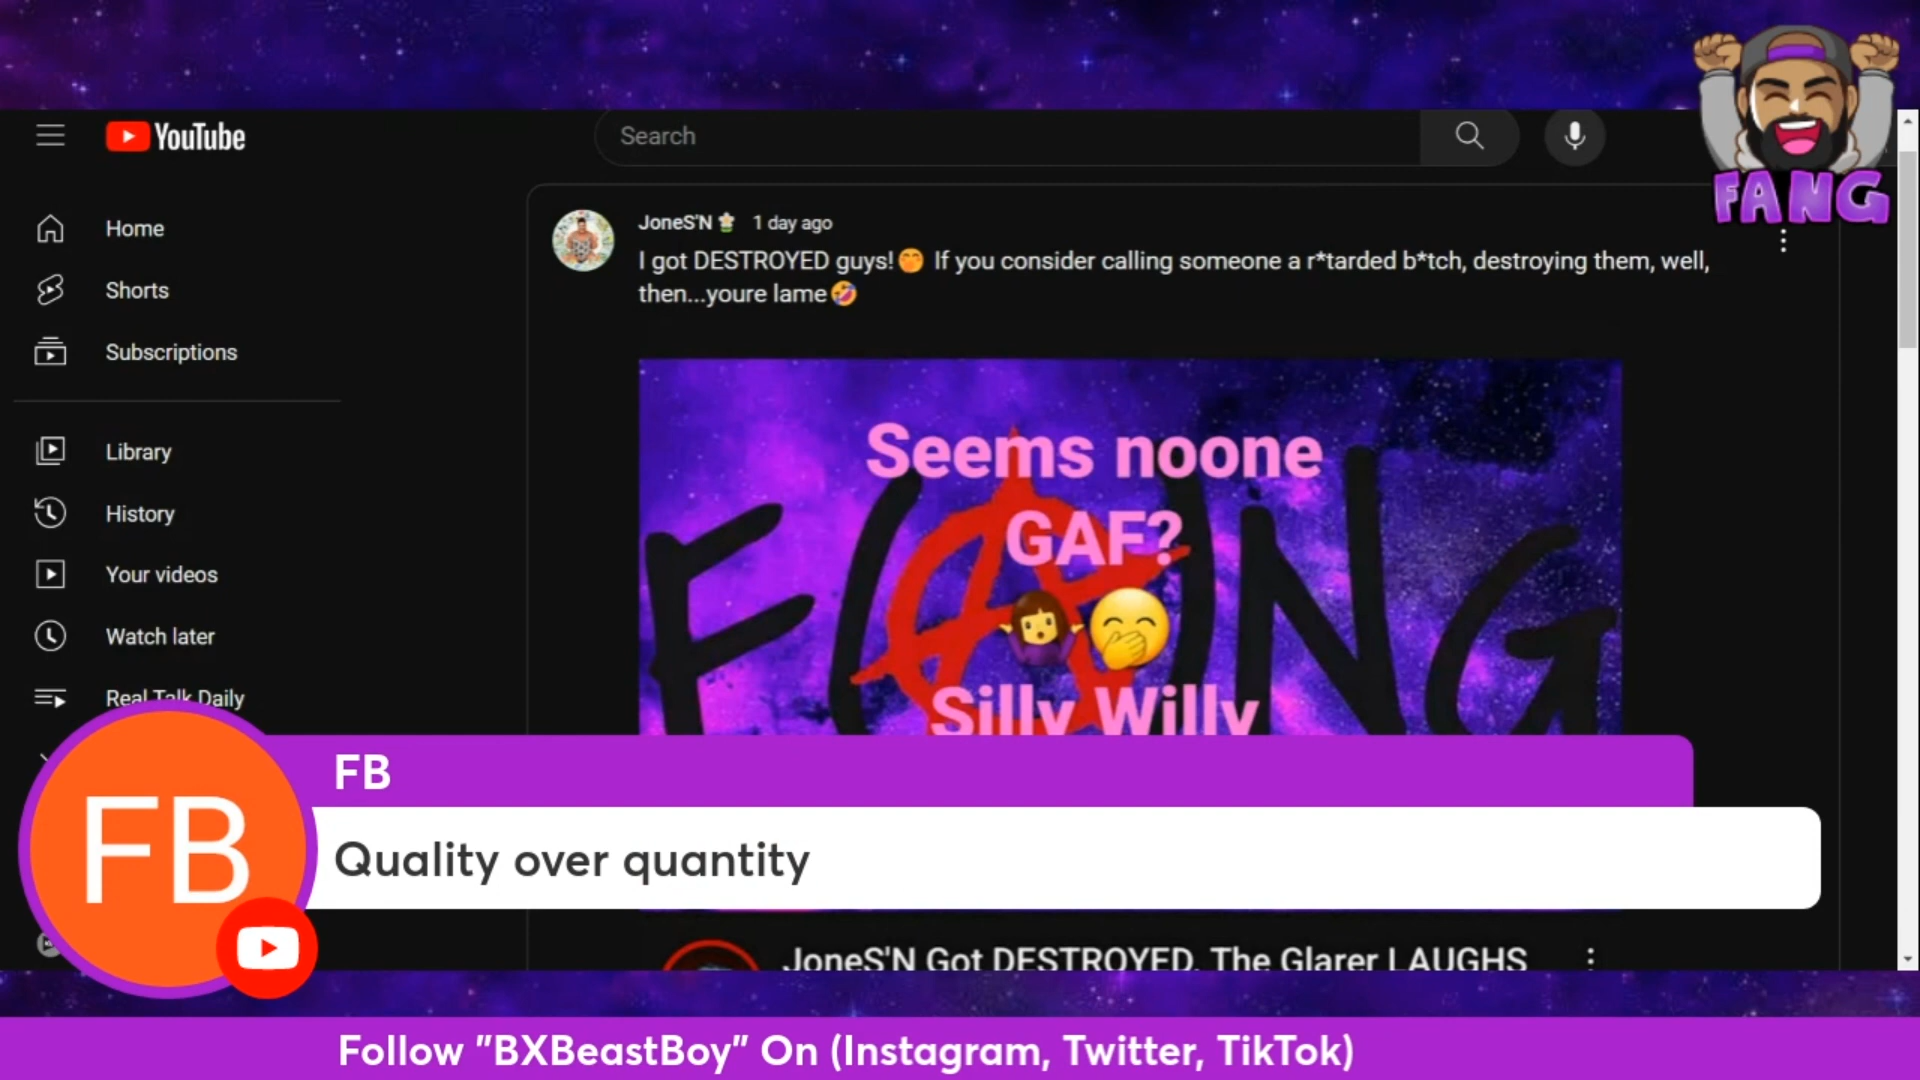 YouTube
Search
FANG
Home
Shorts
Subscriptions
Library
History
Your videos
Watch later
Real Talk Daily
JoneS'N 1 day ago
I got DESTROYED guys!🤭 If you consider calling someone a r*tarded b*tch, destroying them, well,
then...youre lame🤣
FANG
Seems noone
GAF?
🤷‍♀️🤭
Silly Willy
FB
FB
Quality over quantity
JoneS'N Got DESTROYED, The Glarer LAUGHS
Follow "BXBeastBoy" On (Instagram, Twitter, TikTok)